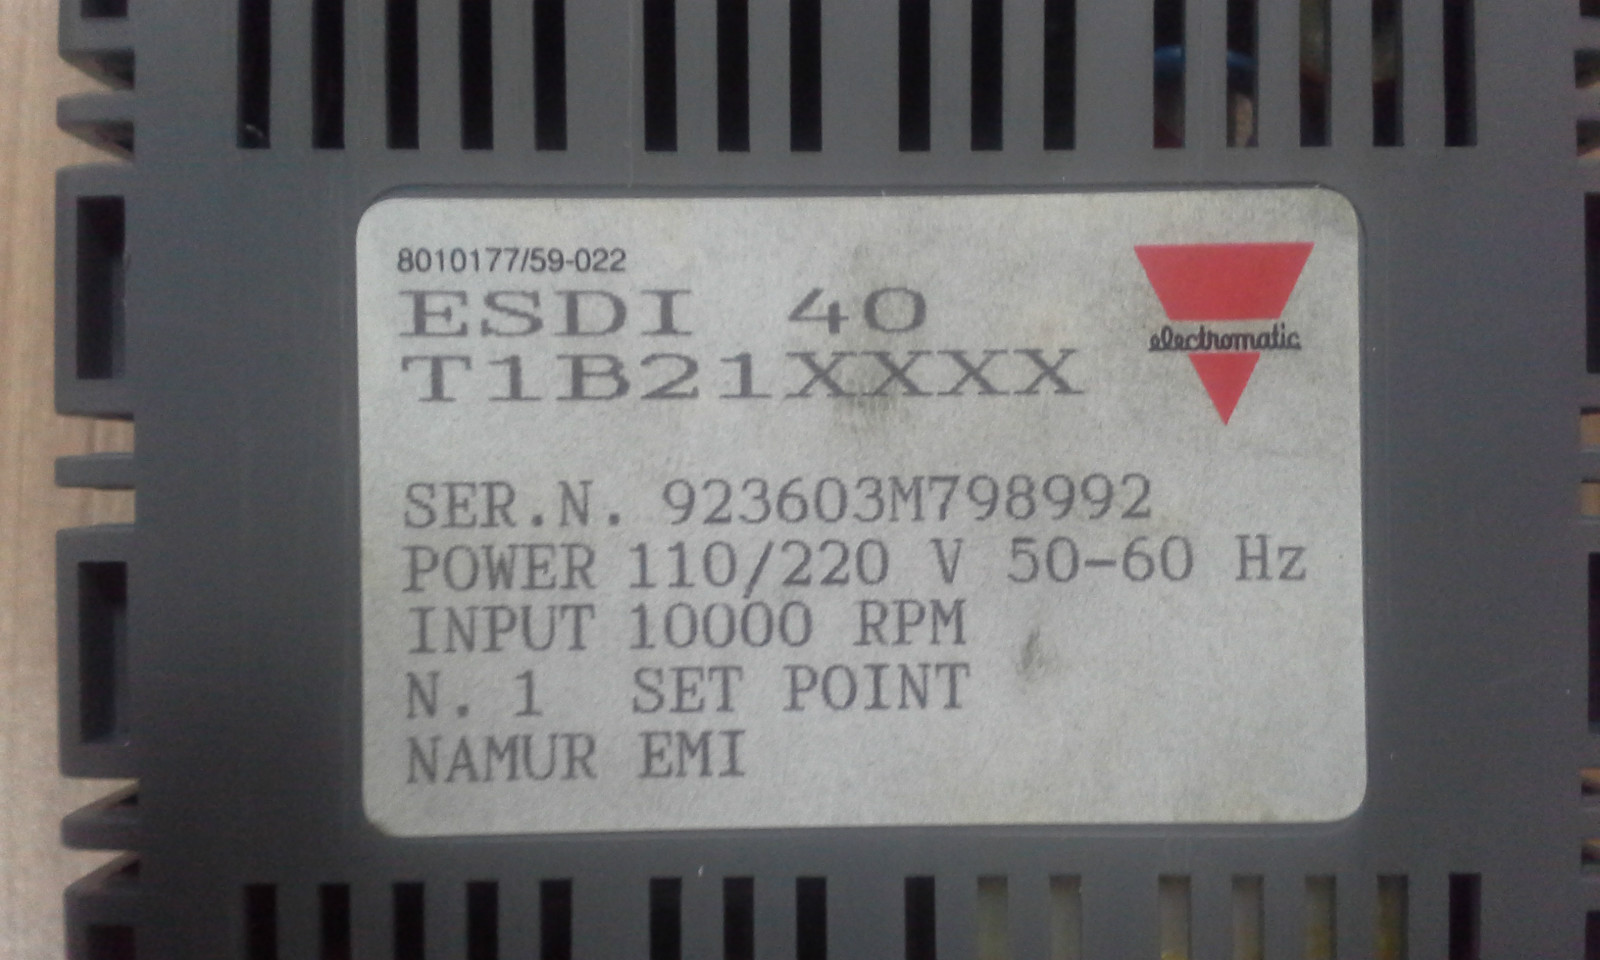 8010177/59-022
ESDI 40
T1B21XXXX
electromatic
SER.N. 923603M798992
POWER 110/220 V 50-60 Hz
INPUT 10000 RPM
N. 1 SET POINT
NAMUR EMI